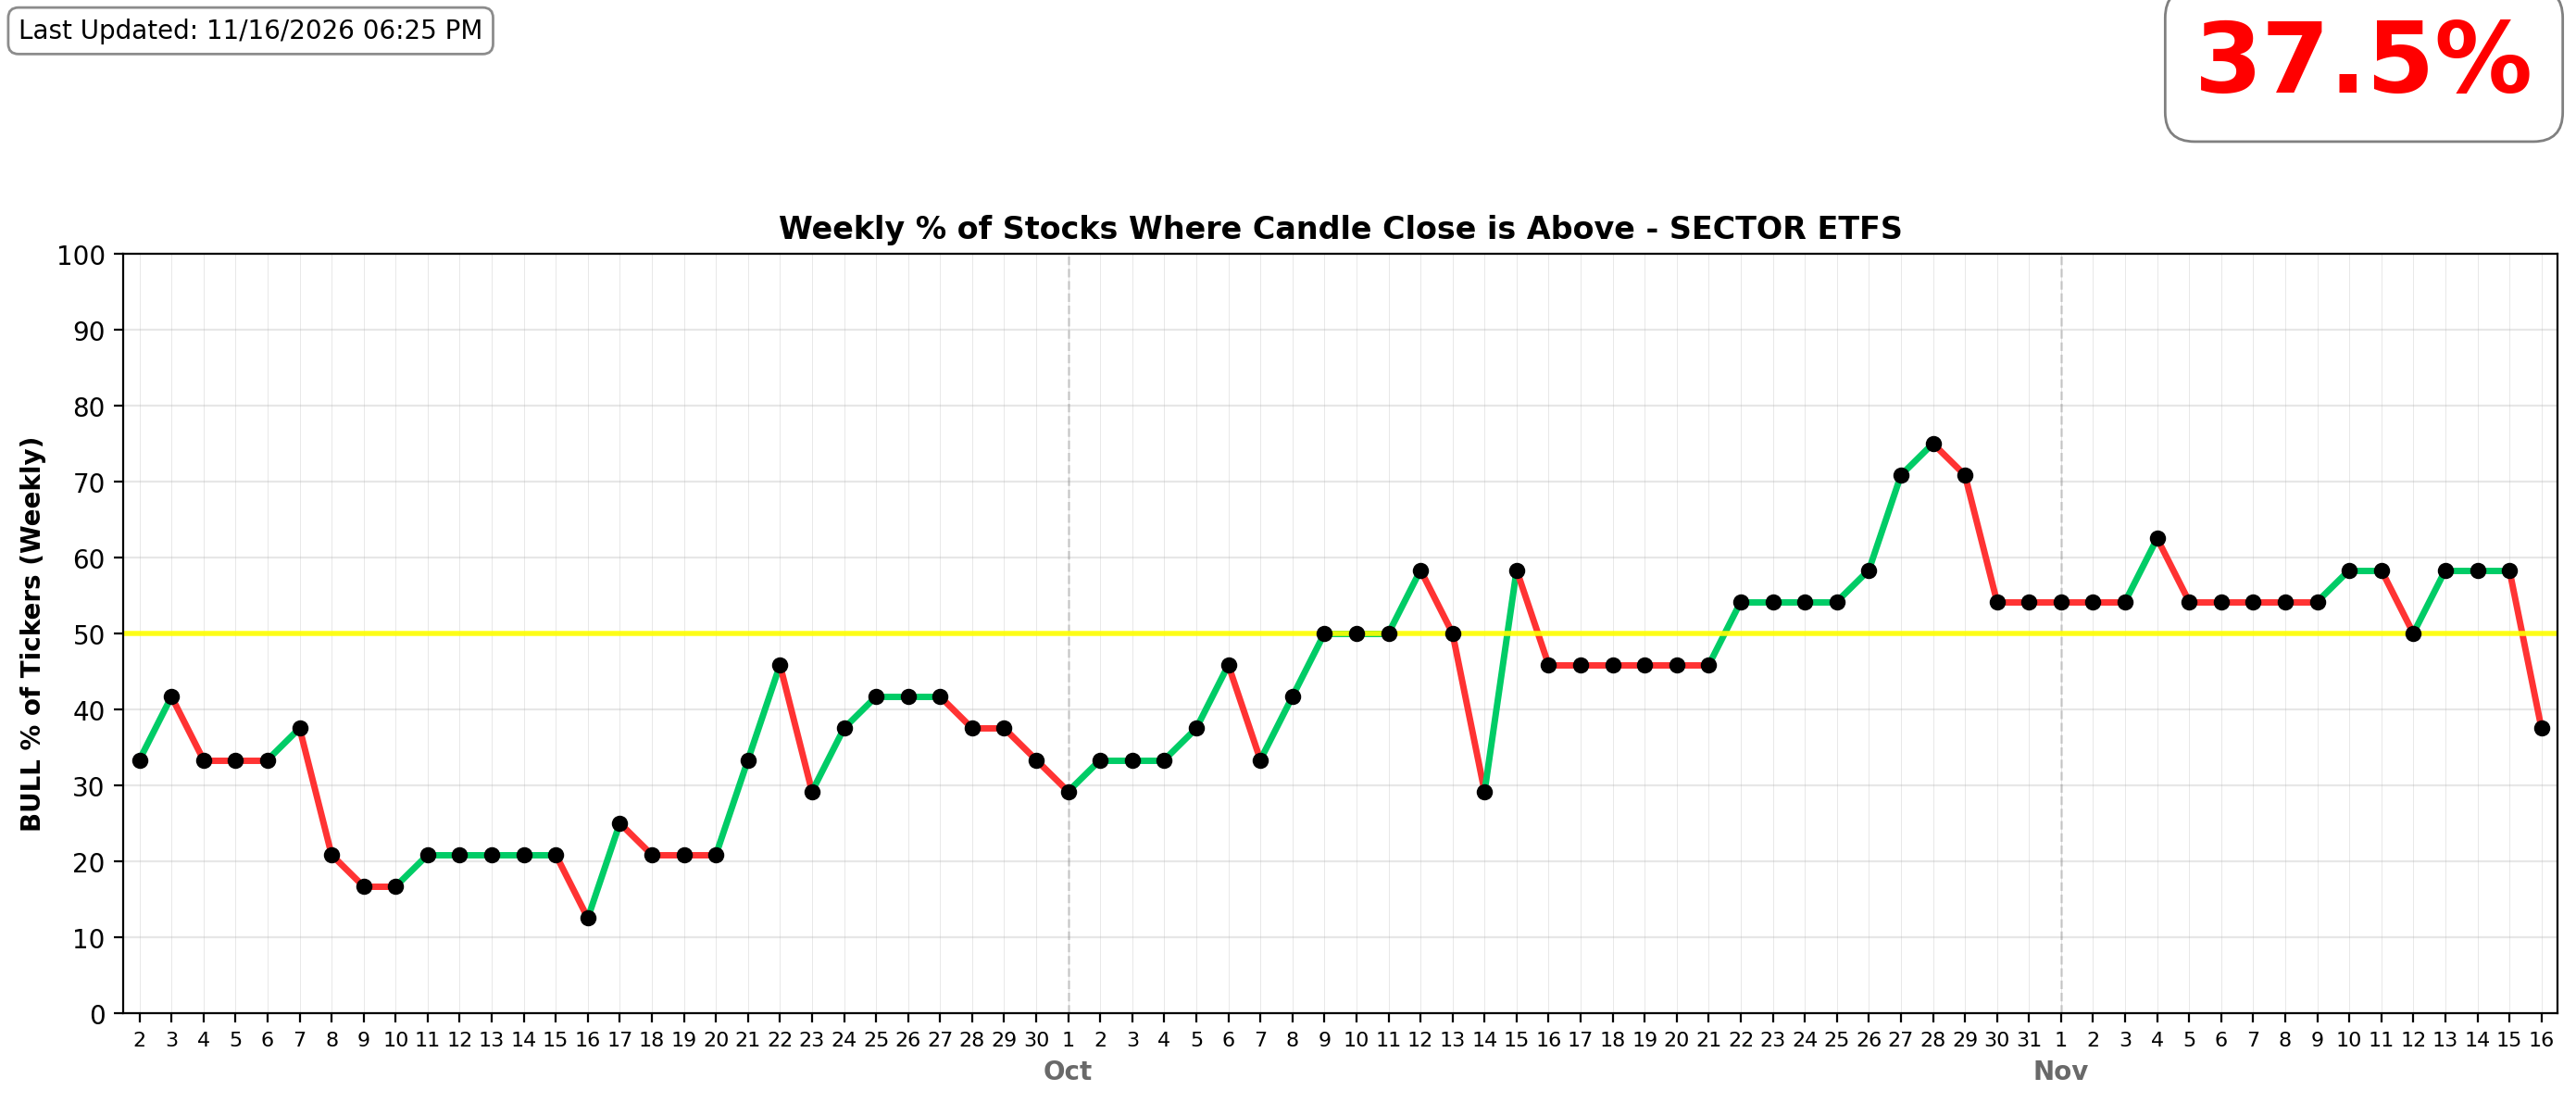 Last Updated: 11/16/2026 06:25 PM
37.5%
Weekly % of Stocks Where Candle Close is Above - SECTOR ETFS
BULL % of Tickers (Weekly)
100
90
80
70
60
50
40
30
20
10
0
2 3 4 5 6 7 8 9 10 11 12 13 14 15 16 17 18 19 20 21 22 23 24 25 26 27 28 29 30 1 2 3 4 5 6 7 8 9 10 11 12 13 14 15 16 17 18 19 20 21 22 23 24 25 26 27 28 29 30 31 1 2 3 4 5 6 7 8 9 10 11 12 13 14 15 16
Oct Nov